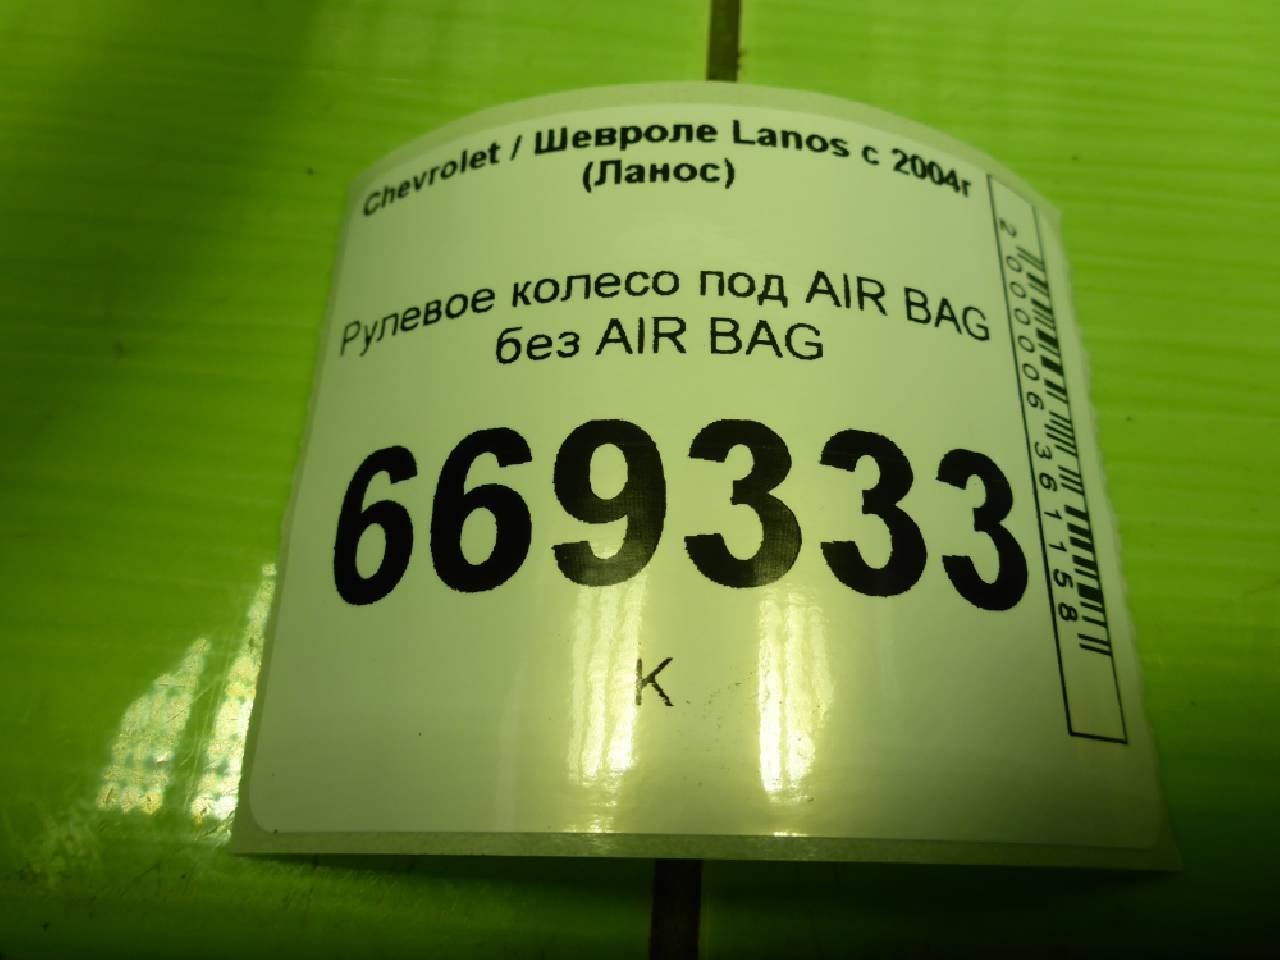 Chevrolet / Шевроле Lanos с 2004г
(Ланос)
Рулевое колесо под AIR BAG
без AIR BAG
669333
К
2000006361158